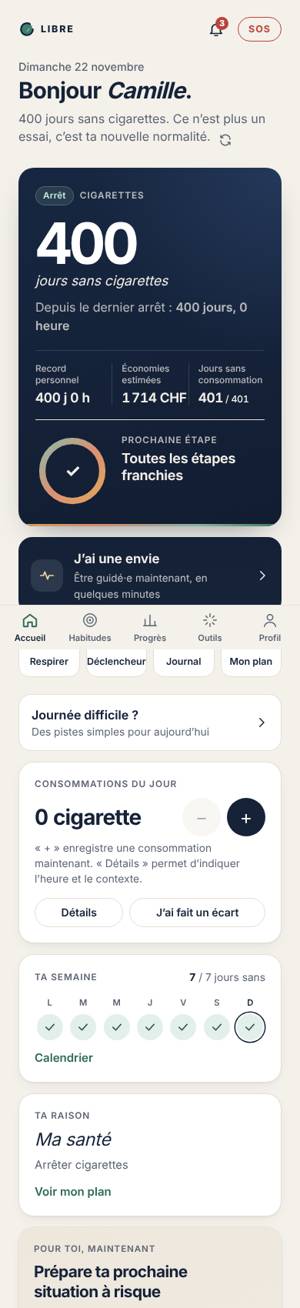 LIBRE
3
SOS
Dimanche 22 novembre
Bonjour Camille.
400 jours sans cigarettes. Ce n’est plus un
essai, c’est ta nouvelle normalité.
Arrêt CIGARETTES
400
jours sans cigarettes
Depuis le dernier arrêt : 400 jours, 0
heure
Record
personnel
400 j 0 h
Économies
estimées
1 714 CHF
Jours sans
consommation
401 / 401
PROCHAINE ÉTAPE
Toutes les étapes
franchies
J’ai une envie
Être guidé·e maintenant, en
quelques minutes
Accueil
Habitudes
Progrès
Outils
Profil
Respirer
Déclencheur
Journal
Mon plan
Journée difficile ?
Des pistes simples pour aujourd’hui
CONSOMMATIONS DU JOUR
0 cigarette
−
+
« + » enregistre une consommation
maintenant. « Détails » permet d’indiquer
l’heure et le contexte.
Détails
J’ai fait un écart
TA SEMAINE
7 / 7 jours sans
L M M J V S D
Calendrier
TA RAISON
Ma santé
Arrêter cigarettes
Voir mon plan
POUR TOI, MAINTENANT
Prépare ta prochaine
situation à risque